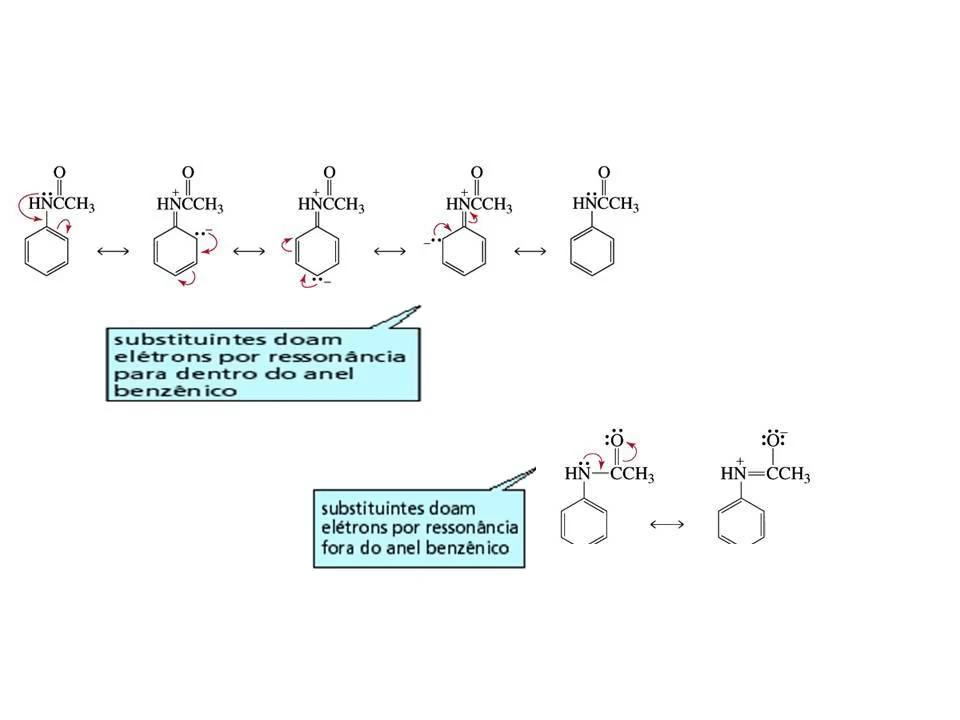 O O O O O
HNCCH3 HNCCH3 HNCCH3 HNCCH3 HNCCH3
+ + +
− − −
substituintes doam
elétrons por ressonância
para dentro do anel
benzênico
O O−
HN CCH3 HN+ CCH3
substituintes doam
elétrons por ressonância
fora do anel benzênico